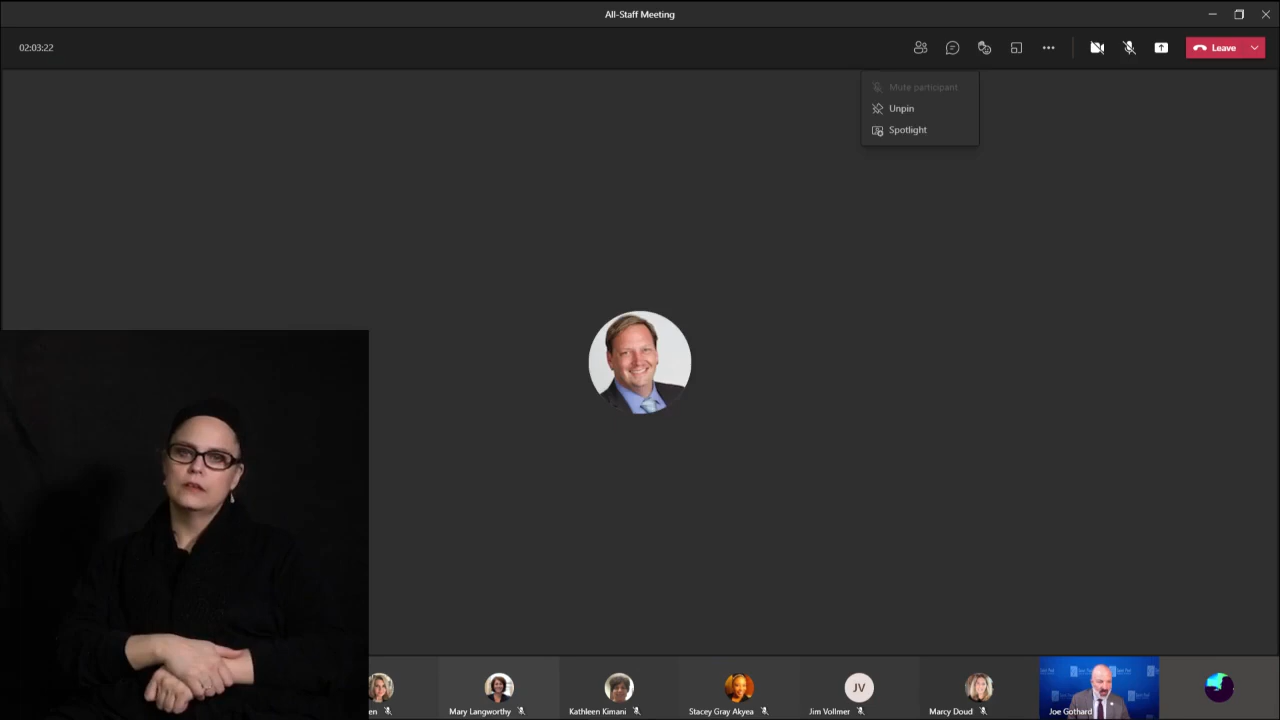 All-Staff Meeting
02:03:22
Leave
Mute participant
Unpin
Spotlight
en
Mary Langworthy
Kathleen Kimani
Stacey Gray Akyea
JV
Jim Vollmer
Marcy Doud
Joe Gothard